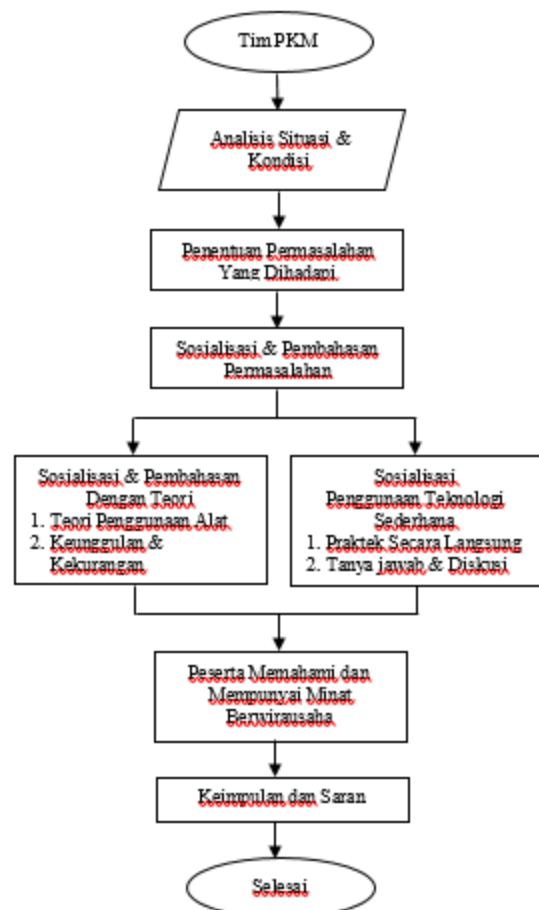 Tim PKM
Analisis Situasi &
Kondisi
Penentuan Permasalahan
Yang Dihadapi
Sosialisasi & Pembahasan
Permasalahan
Sosialisasi & Pembahasan
Dengan Teori
1. Teori Penggunaan Alat
2. Keunggulan &
Kekurangan
Sosialisasi
Penggunaan Teknologi
Sederhana
1. Praktek Secara Langsung
2. Tanya jawab & Diskusi
Peserta Memahami dan
Mempunyai Minat
Berwirausaha
Keimpulan dan Saran
Selesai